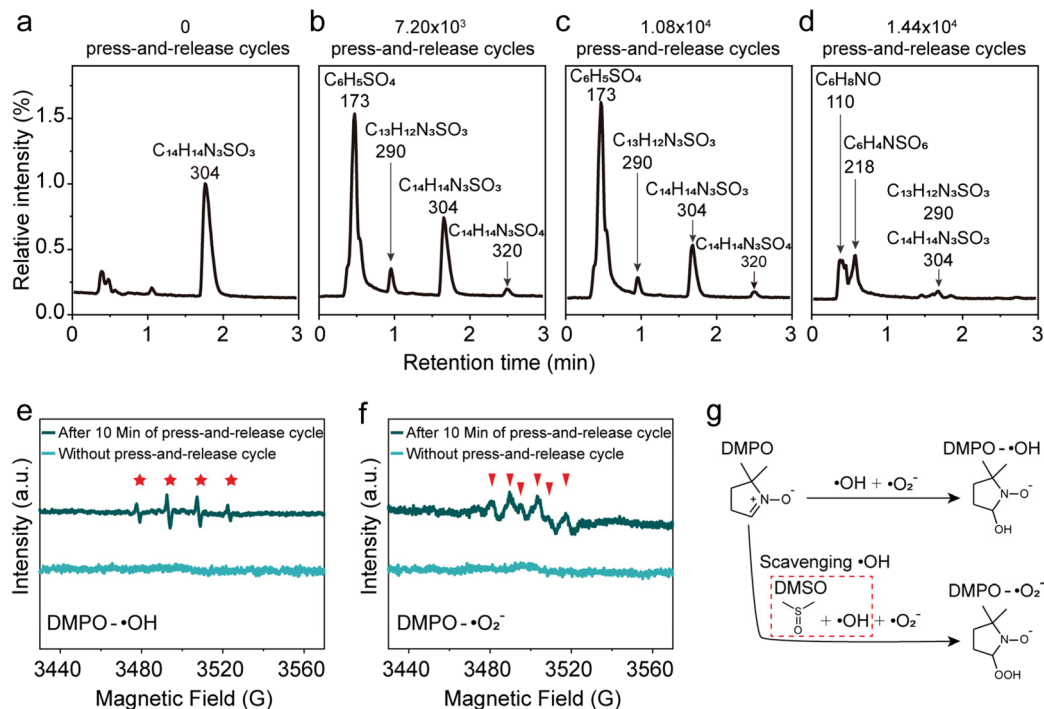 a
0
press-and-release cycles
b
7.20x10³
press-and-release cycles
c
1.08x10⁴
press-and-release cycles
d
1.44x10⁴
press-and-release cycles
Relative intensity (%)
1.5
1.0
0.5
0.0
C₁₄H₁₄N₃SO₃
304
0
1
2
3
C₆H₅SO₄
173
C₁₃H₁₂N₃SO₃
290
C₁₄H₁₄N₃SO₃
304
C₁₄H₁₄N₃SO₄
320
0
1
2
3
C₆H₅SO₄
173
C₁₃H₁₂N₃SO₃
290
C₁₄H₁₄N₃SO₃
304
C₁₄H₁₄N₃SO₄
320
0
1
2
3
C₆H₈NO
110
C₆H₄NSO₆
218
C₁₃H₁₂N₃SO₃
290
C₁₄H₁₄N₃SO₃
304
0
1
2
3
Retention time (min)
e
After 10 Min of press-and-release cycle
Without press-and-release cycle
Intensity (a.u.)
DMPO-•OH
3440
3480
3520
3560
Magnetic Field (G)
f
After 10 Min of press-and-release cycle
Without press-and-release cycle
Intensity (a.u.)
DMPO-•O₂⁻
3440
3480
3520
3560
Magnetic Field (G)
g
DMPO
N⁺-O⁻
•OH + •O₂⁻
DMPO-•OH
N-O⁻
OH
Scavenging •OH
DMSO
S
O
+ •OH + •O₂⁻
DMPO-•O₂⁻
N-O⁻
OOH